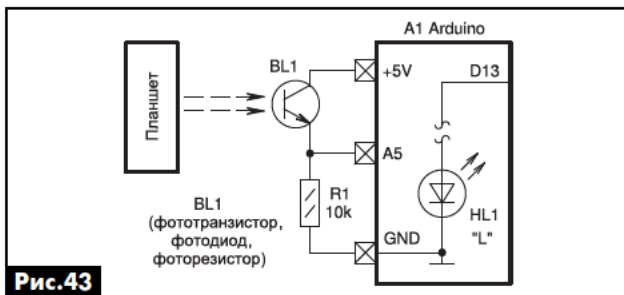 A1 Arduino
BL1
+5V
D13
Планшет
A5
R1
10k
HL1
"L"
GND
BL1
(фототранзистор,
фотодиод,
фоторезистор)
Рис.43